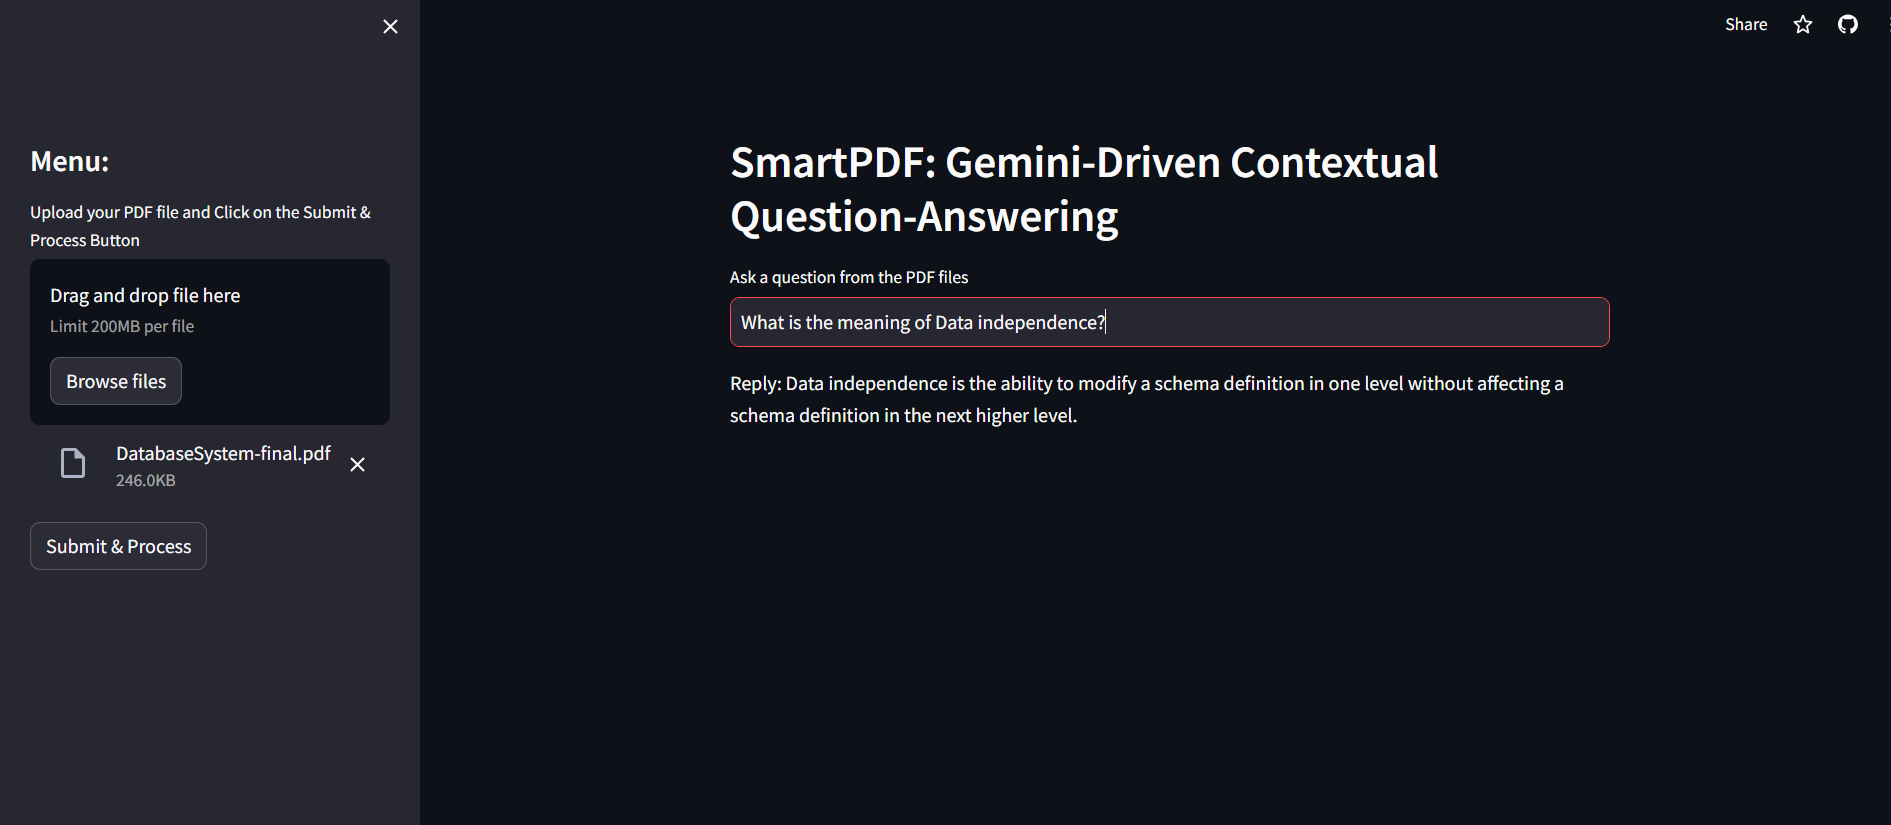 Share
Menu:
Upload your PDF file and Click on the Submit &
Process Button
Drag and drop file here
Limit 200MB per file
Browse files
DatabaseSystem-final.pdf
246.0KB
Submit & Process
SmartPDF: Gemini-Driven Contextual
Question-Answering
Ask a question from the PDF files
What is the meaning of Data independence?
Reply: Data independence is the ability to modify a schema definition in one level without affecting a
schema definition in the next higher level.